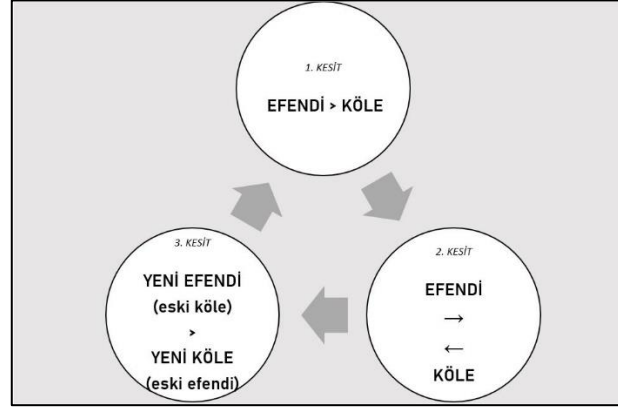 1. KESİT
EFENDİ > KÖLE
2. KESİT
EFENDİ
→
←
KÖLE
3. KESİT
YENİ EFENDİ
(eski köle)
>
YENİ KÖLE
(eski efendi)